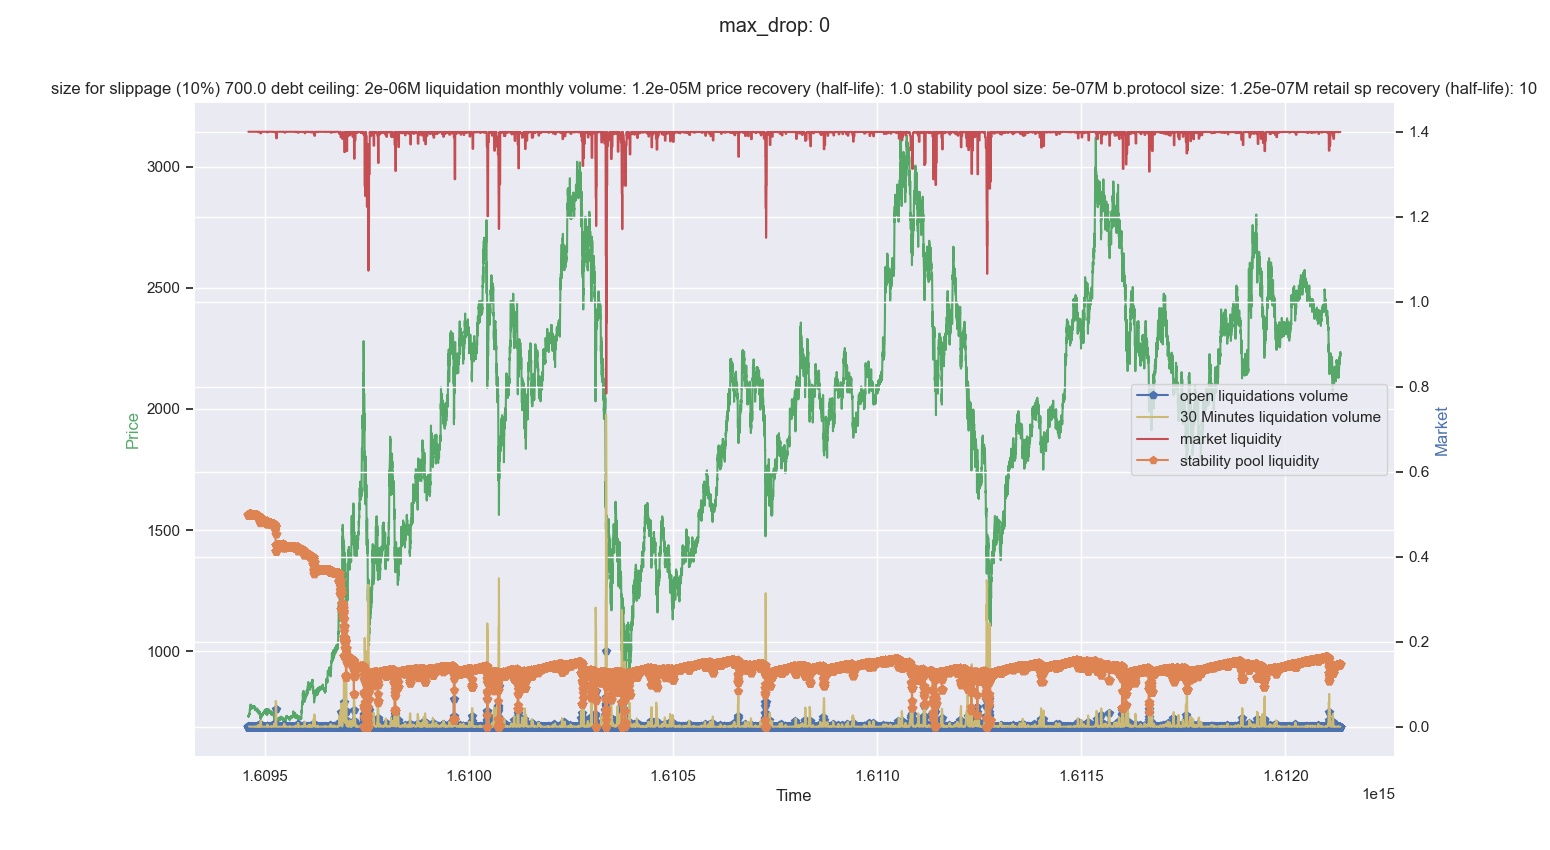 max_drop: 0
size for slippage (10%) 700.0 debt ceiling: 2e-06M liquidation monthly volume: 1.2e-05M price recovery (half-life): 1.0 stability pool size: 5e-07M b.protocol size: 1.25e-07M retail sp recovery (half-life): 10
3000
2500
2000
1500
1000
Price
1.4
1.2
1.0
0.8
0.6
0.4
0.2
0.0
Market
open liquidations volume
30 Minutes liquidation volume
market liquidity
stability pool liquidity
1.6095
1.6100
1.6105
1.6110
1.6115
1.6120
Time
1e15